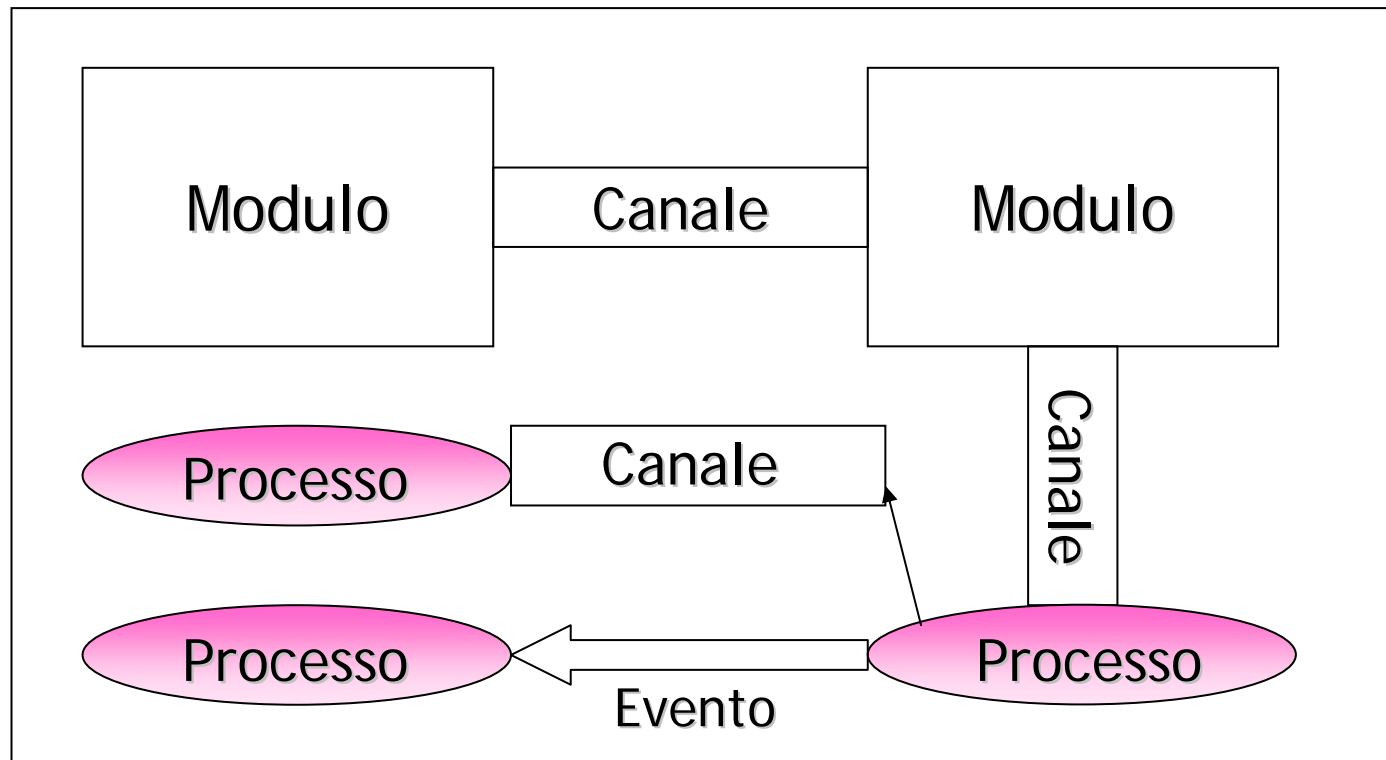 Modulo
Canale
Modulo
Canale
Processo
Canale
Processo
Evento
Processo